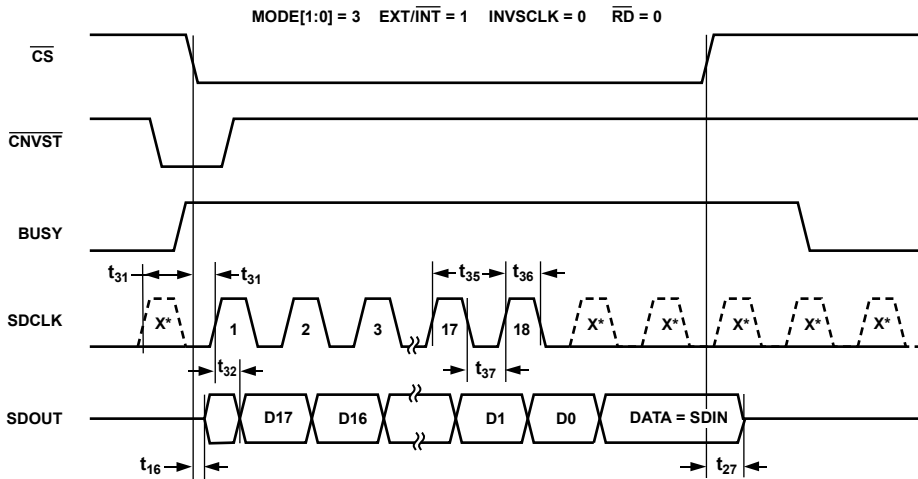 MODE[1:0] = 3 EXT/INT = 1 INVSCLK = 0 RD = 0
CS
CNVST
BUSY
t31 t31 t35 t36
SDCLK X* 1 2 3 17 18 X* X* X* X* X*
t32 t37
SDOUT D17 D16 D1 D0 DATA = SDIN
t16 t27